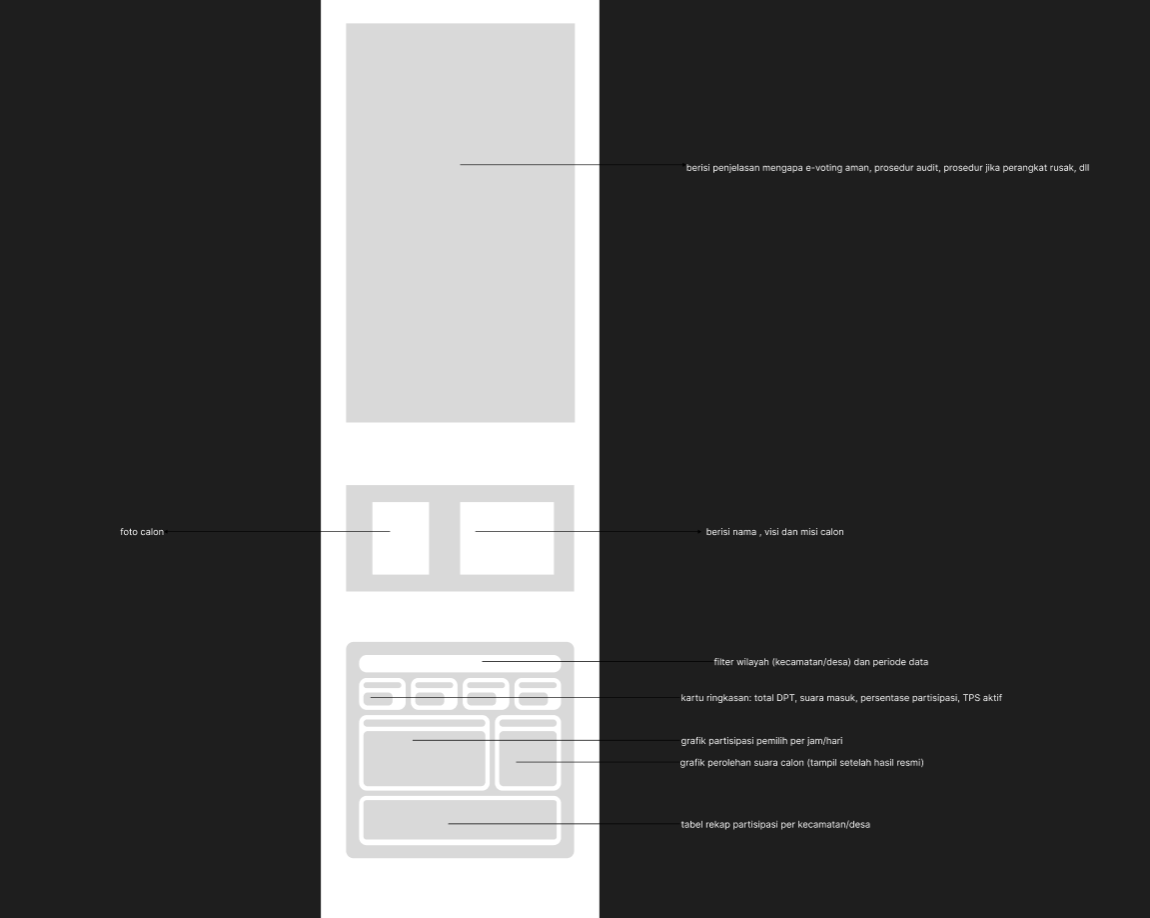 berisi penjelasan mengapa e-voting aman, prosedur audit, prosedur jika perangkat rusak, dll
foto calon
berisi nama , visi dan misi calon
filter wilayah (kecamatan/desa) dan periode data
kartu ringkasan: total DPT, suara masuk, persentase partisipasi, TPS aktif
grafik partisipasi pemilih per jam/hari
grafik perolehan suara calon (tampil setelah hasil resmi)
tabel rekap partisipasi per kecamatan/desa